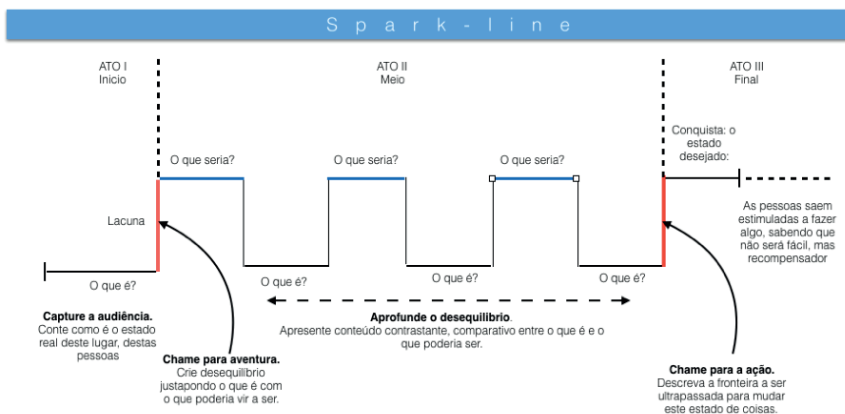 Spark-line
ATO I
Inicio
ATO II
Meio
ATO III
Final
O que seria?
O que seria?
O que seria?
Conquista: o
estado
desejado:
Lacuna
As pessoas saem
estimuladas a fazer
algo, sabendo que
não será fácil, mas
recompensador
O que é?
O que é?
O que é?
O que é?
Capture a audiência.
Conte como é o estado
real deste lugar, destas
pessoas
Chame para aventura.
Crie desequilíbrio
justapondo o que é com
o que poderia vir a ser.
Aprofunde o desequilibrio.
Apresente conteúdo contrastante, comparativo entre o que é e o
que poderia ser.
Chame para a ação.
Descreva a fronteira a ser
ultrapassada para mudar
este estado de coisas.